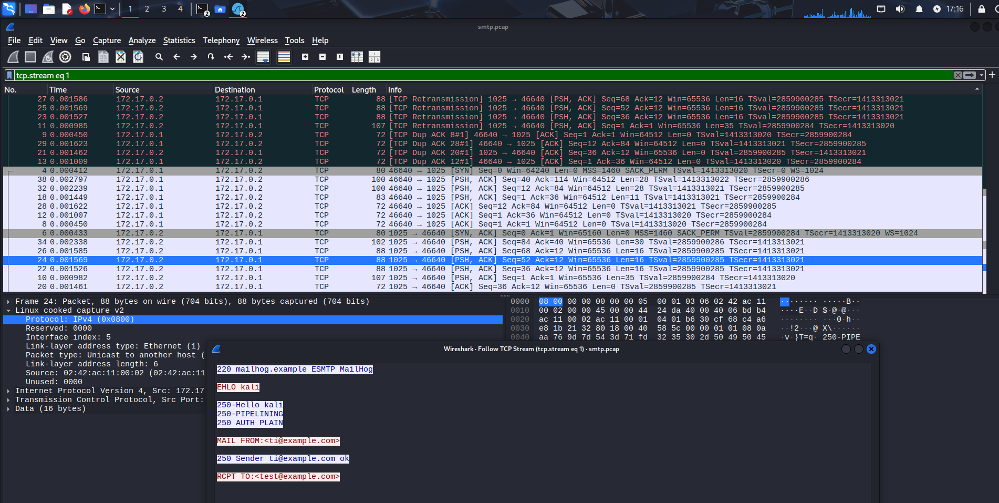 1 2 3 4 2 2 17:16
smtp.pcap
File Edit View Go Capture Analyze Statistics Telephony Wireless Tools Help
tcp.stream eq 1
No. Time Source Destination Protocol Length Info
27 0.001586 172.17.0.2 172.17.0.1 TCP 88 [TCP Retransmission] 1025 → 46640 [PSH, ACK] Seq=68 Ack=12 Win=65536 Len=16 TSval=2859900285 TSecr=1413313021
25 0.001569 172.17.0.2 172.17.0.1 TCP 88 [TCP Retransmission] 1025 → 46640 [PSH, ACK] Seq=52 Ack=12 Win=65536 Len=16 TSval=2859900285 TSecr=1413313021
23 0.001527 172.17.0.2 172.17.0.1 TCP 88 [TCP Retransmission] 1025 → 46640 [PSH, ACK] Seq=36 Ack=12 Win=65536 Len=16 TSval=2859900285 TSecr=1413313021
11 0.000985 172.17.0.2 172.17.0.1 TCP 107 [TCP Retransmission] 1025 → 46640 [PSH, ACK] Seq=1 Ack=1 Win=65536 Len=35 TSval=2859900284 TSecr=1413313020
9 0.000450 172.17.0.1 172.17.0.2 TCP 72 [TCP Dup ACK 8#1] 46640 → 1025 [ACK] Seq=1 Ack=1 Win=64512 Len=0 TSval=1413313020 TSecr=2859900284
29 0.001623 172.17.0.1 172.17.0.2 TCP 72 [TCP Dup ACK 28#1] 46640 → 1025 [ACK] Seq=12 Ack=84 Win=64512 Len=0 TSval=1413313021 TSecr=2859900285
21 0.001462 172.17.0.2 172.17.0.1 TCP 72 [TCP Dup ACK 20#1] 1025 → 46640 [ACK] Seq=36 Ack=12 Win=65536 Len=0 TSval=2859900285 TSecr=1413313021
13 0.001009 172.17.0.1 172.17.0.2 TCP 72 [TCP Dup ACK 12#1] 46640 → 1025 [ACK] Seq=1 Ack=36 Win=64512 Len=0 TSval=1413313020 TSecr=2859900284
4 0.000412 172.17.0.1 172.17.0.2 TCP 80 46640 → 1025 [SYN] Seq=0 Win=64240 Len=0 MSS=1460 SACK_PERM TSval=1413313020 TSecr=0 WS=1024
38 0.002797 172.17.0.1 172.17.0.2 TCP 100 46640 → 1025 [PSH, ACK] Seq=40 Ack=114 Win=64512 Len=28 TSval=1413313022 TSecr=2859900286
32 0.002239 172.17.0.1 172.17.0.2 TCP 100 46640 → 1025 [PSH, ACK] Seq=12 Ack=84 Win=64512 Len=28 TSval=1413313021 TSecr=2859900285
18 0.001449 172.17.0.1 172.17.0.2 TCP 83 46640 → 1025 [PSH, ACK] Seq=1 Ack=36 Win=64512 Len=11 TSval=1413313021 TSecr=2859900284
28 0.001622 172.17.0.1 172.17.0.2 TCP 72 46640 → 1025 [ACK] Seq=12 Ack=84 Win=64512 Len=0 TSval=1413313021 TSecr=2859900285
12 0.001007 172.17.0.1 172.17.0.2 TCP 72 46640 → 1025 [ACK] Seq=1 Ack=36 Win=64512 Len=0 TSval=1413313020 TSecr=2859900284
8 0.000450 172.17.0.1 172.17.0.2 TCP 72 46640 → 1025 [ACK] Seq=1 Ack=1 Win=64512 Len=0 TSval=1413313020 TSecr=2859900284
6 0.000433 172.17.0.2 172.17.0.1 TCP 80 1025 → 46640 [SYN, ACK] Seq=0 Ack=1 Win=65160 Len=0 MSS=1460 SACK_PERM TSval=2859900284 TSecr=1413313020 WS=1024
34 0.002338 172.17.0.2 172.17.0.1 TCP 102 1025 → 46640 [PSH, ACK] Seq=84 Ack=40 Win=65536 Len=30 TSval=2859900286 TSecr=1413313021
26 0.001585 172.17.0.2 172.17.0.1 TCP 88 1025 → 46640 [PSH, ACK] Seq=68 Ack=12 Win=65536 Len=16 TSval=2859900285 TSecr=1413313021
24 0.001569 172.17.0.2 172.17.0.1 TCP 88 1025 → 46640 [PSH, ACK] Seq=52 Ack=12 Win=65536 Len=16 TSval=2859900285 TSecr=1413313021
22 0.001526 172.17.0.2 172.17.0.1 TCP 88 1025 → 46640 [PSH, ACK] Seq=36 Ack=12 Win=65536 Len=16 TSval=2859900285 TSecr=1413313021
10 0.000982 172.17.0.2 172.17.0.1 TCP 107 1025 → 46640 [PSH, ACK] Seq=1 Ack=1 Win=65536 Len=35 TSval=2859900284 TSecr=1413313020
20 0.001461 172.17.0.2 172.17.0.1 TCP 72 1025 → 46640 [ACK] Seq=36 Ack=12 Win=65536 Len=0 TSval=2859900285 TSecr=1413313021
Frame 24: Packet, 88 bytes on wire (704 bits), 88 bytes captured (704 bits)
Linux cooked capture v2
Protocol: IPv4 (0x0800)
Reserved: 0000
Interface index: 5
Link-layer address type: Ethernet (1)
Packet type: Unicast to another host (
Link-layer address length: 6
Source: 02:42:ac:11:00:02 (02:42:ac:11
Unused: 0000
Internet Protocol Version 4, Src: 172.17
Transmission Control Protocol, Src Port:
Data (16 bytes)
0000 08 00 00 00 00 00 00 05 00 01 03 06 02 42 ac 11 ········ ·····B··
0010 00 02 00 00 45 00 00 44 24 da 40 00 40 06 bd b4 ····E··D $·@·@···
0020 ac 11 00 02 ac 11 00 01 04 01 b6 30 cf 68 c4 a6 ········ ···0·h··
0030 e8 1b 21 32 80 18 00 40 58 5c 00 00 01 01 08 0a ··!2···@ X\······
0040 aa 76 9d 7d 54 3d 71 fd 32 35 30 2d 50 49 50 45 ·v·}T=q· 250-PIPE
Wireshark · Follow TCP Stream (tcp.stream eq 1) · smtp.pcap
220 mailhog.example ESMTP MailHog
EHLO kali
250-Hello kali
250-PIPELINING
250 AUTH PLAIN
MAIL FROM:<ti@example.com>
250 Sender ti@example.com ok
RCPT TO:<test@example.com>